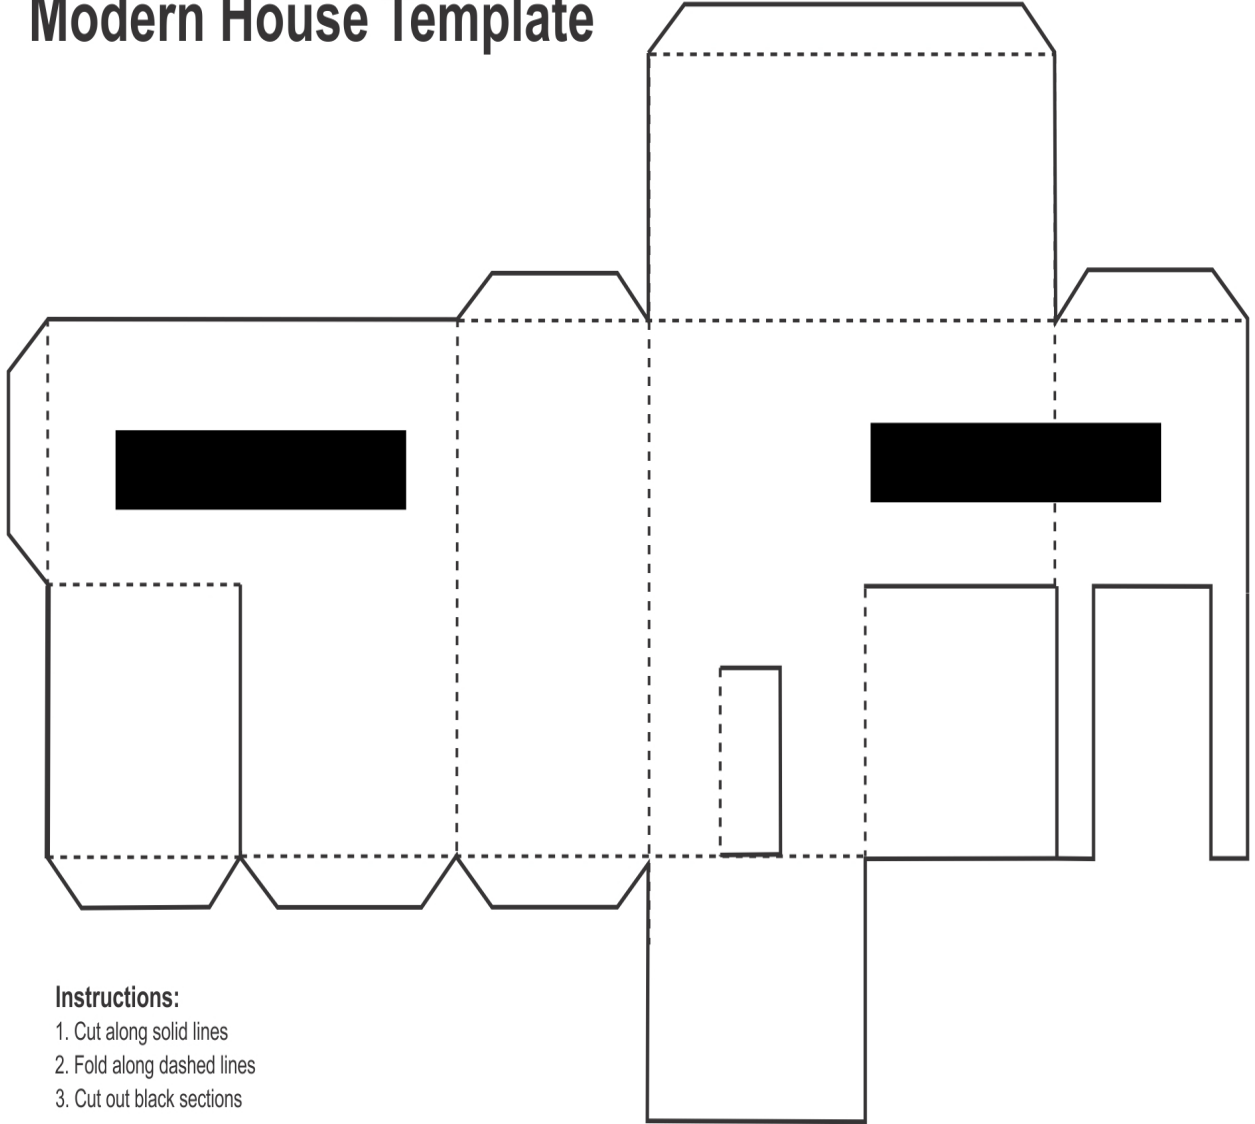 Modern House Template
Instructions:
1. Cut along solid lines
2. Fold along dashed lines
3. Cut out black sections